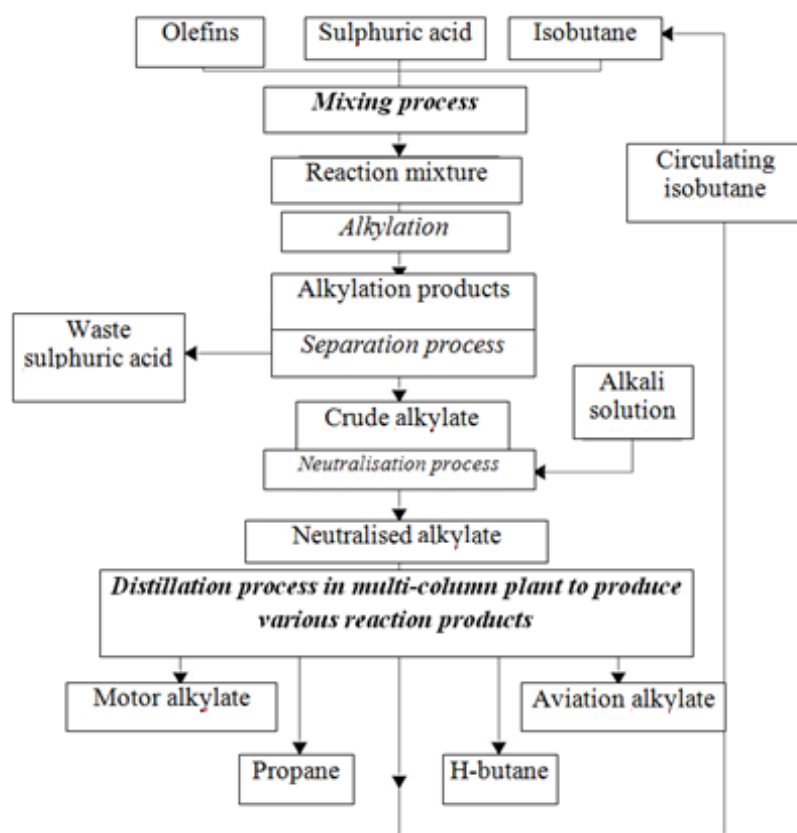 Olefins
Sulphuric acid
Isobutane
Mixing process
Reaction mixture
Circulating
isobutane
Alkylation
Alkylation products
Waste
sulphuric acid
Separation process
Alkali
solution
Crude alkylate
Neutralisation process
Neutralised alkylate
Distillation process in multi-column plant to produce
various reaction products
Motor alkylate
Aviation alkylate
Propane
H-butane